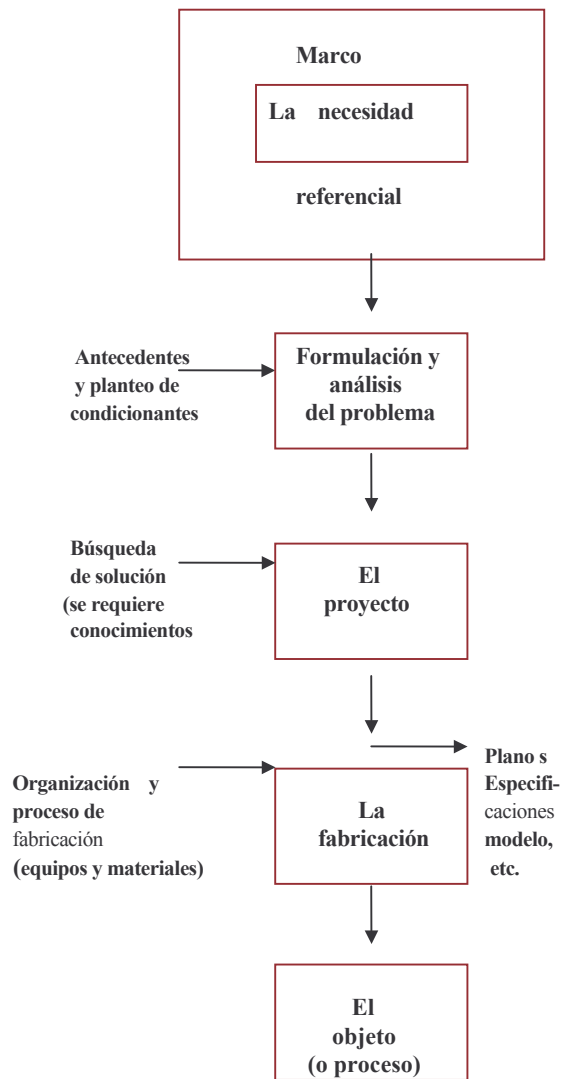 Marco
La necesidad
referencial
Antecedentes
y planteo de
condicionantes
Formulación y
análisis
del problema
Búsqueda
de solución
(se requiere
conocimientos
El
proyecto
Organización y
proceso de
fabricación
(equipos y materiales)
La
fabricación
Plano s
Especifi-
caciones
modelo,
etc.
El
objeto
(o proceso)